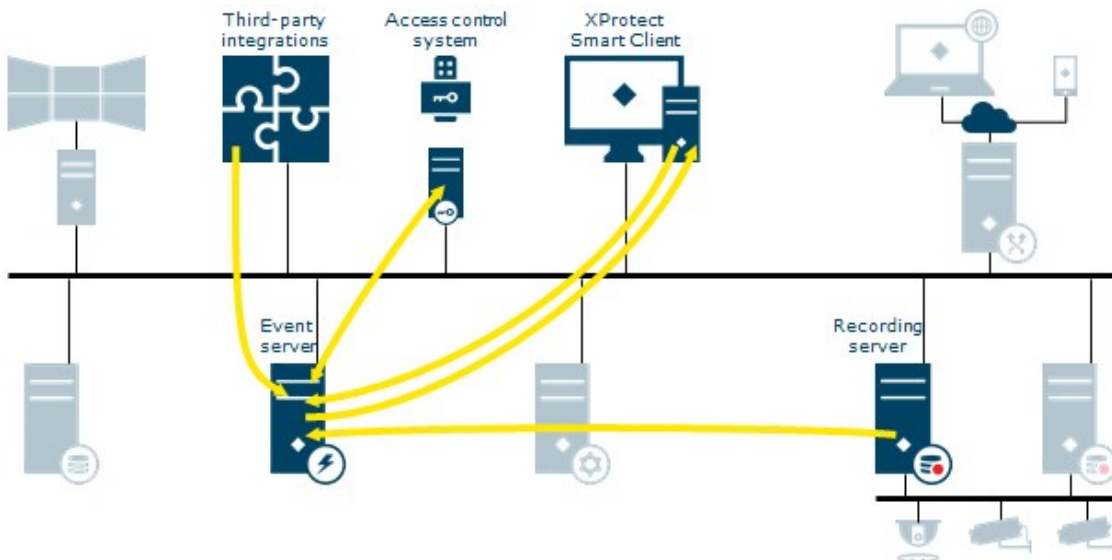 Third-party
integrations
Access control
system
XProtect
Smart Client
Event
server
Recording
server